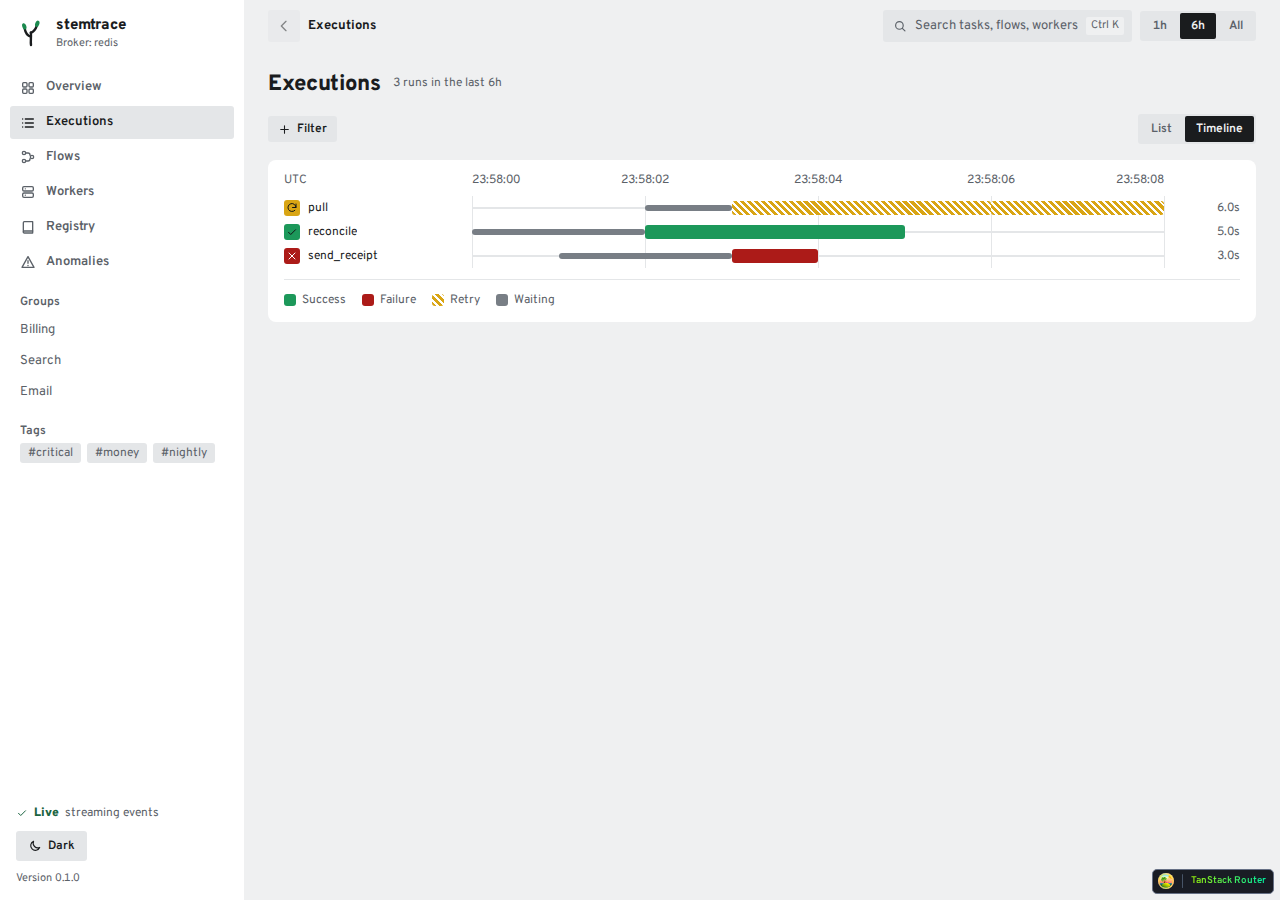 stemtrace
Broker: redis
Overview
Executions
Flows
Workers
Registry
Anomalies
Groups
Billing
Search
Email
Tags
#critical #money #nightly
Live streaming events
Dark
Version 0.1.0
Executions
Search tasks, flows, workers Ctrl K
1h 6h All
Executions 3 runs in the last 6h
Filter
List Timeline
UTC 23:58:00 23:58:02 23:58:04 23:58:06 23:58:08
pull 6.0s
reconcile 5.0s
send_receipt 3.0s
Success Failure Retry Waiting
TanStack Router